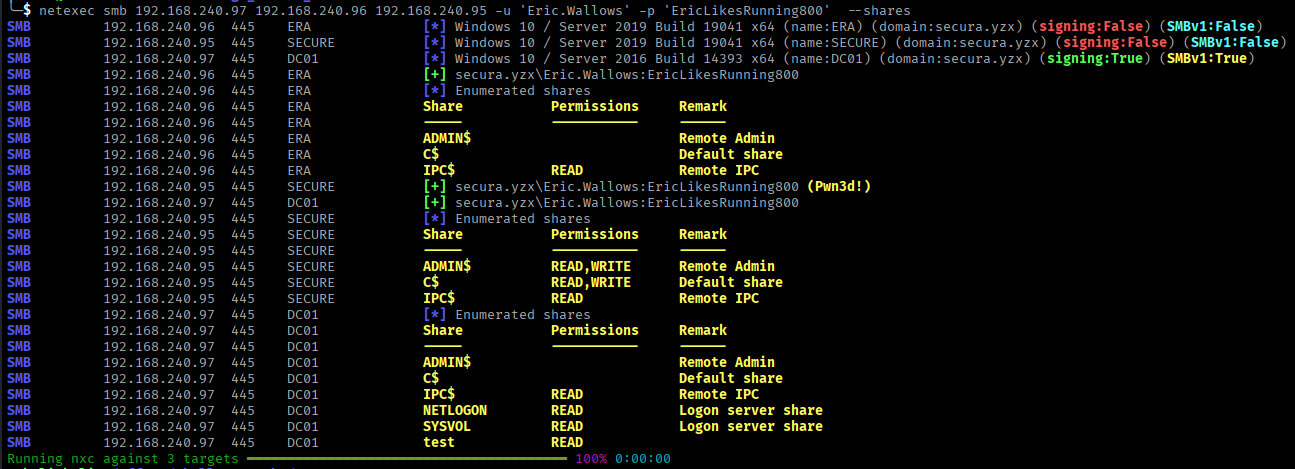 └─$ netexec smb 192.168.240.97 192.168.240.96 192.168.240.95 -u 'Eric.Wallows' -p 'EricLikesRunning800'  --shares
SMB         192.168.240.96  445    ERA              [*] Windows 10 / Server 2019 Build 19041 x64 (name:ERA) (domain:secura.yzx) (signing:False) (SMBv1:False)
SMB         192.168.240.95  445    SECURE           [*] Windows 10 / Server 2019 Build 19041 x64 (name:SECURE) (domain:secura.yzx) (signing:False) (SMBv1:False)
SMB         192.168.240.97  445    DC01             [*] Windows 10 / Server 2016 Build 14393 x64 (name:DC01) (domain:secura.yzx) (signing:True) (SMBv1:True)
SMB         192.168.240.96  445    ERA              [+] secura.yzx\Eric.Wallows:EricLikesRunning800
SMB         192.168.240.96  445    ERA              [*] Enumerated shares
SMB         192.168.240.96  445    ERA              Share           Permissions     Remark
SMB         192.168.240.96  445    ERA              -----           -----------     ------
SMB         192.168.240.96  445    ERA              ADMIN$                          Remote Admin
SMB         192.168.240.96  445    ERA              C$                              Default share
SMB         192.168.240.96  445    ERA              IPC$            READ            Remote IPC
SMB         192.168.240.95  445    SECURE           [+] secura.yzx\Eric.Wallows:EricLikesRunning800 (Pwn3d!)
SMB         192.168.240.97  445    DC01             [+] secura.yzx\Eric.Wallows:EricLikesRunning800
SMB         192.168.240.95  445    SECURE           [*] Enumerated shares
SMB         192.168.240.95  445    SECURE           Share           Permissions     Remark
SMB         192.168.240.95  445    SECURE           -----           -----------     ------
SMB         192.168.240.95  445    SECURE           ADMIN$          READ,WRITE      Remote Admin
SMB         192.168.240.95  445    SECURE           C$              READ,WRITE      Default share
SMB         192.168.240.95  445    SECURE           IPC$            READ            Remote IPC
SMB         192.168.240.97  445    DC01             [*] Enumerated shares
SMB         192.168.240.97  445    DC01             Share           Permissions     Remark
SMB         192.168.240.97  445    DC01             -----           -----------     ------
SMB         192.168.240.97  445    DC01             ADMIN$                          Remote Admin
SMB         192.168.240.97  445    DC01             C$                              Default share
SMB         192.168.240.97  445    DC01             IPC$            READ            Remote IPC
SMB         192.168.240.97  445    DC01             NETLOGON        READ            Logon server share
SMB         192.168.240.97  445    DC01             SYSVOL          READ            Logon server share
SMB         192.168.240.97  445    DC01             test            READ
Running nxc against 3 targets ━━━━━━━━━━━━━━━━━━━━━━━━━━━━━━━━━━━━━━━━ 100% 0:00:00